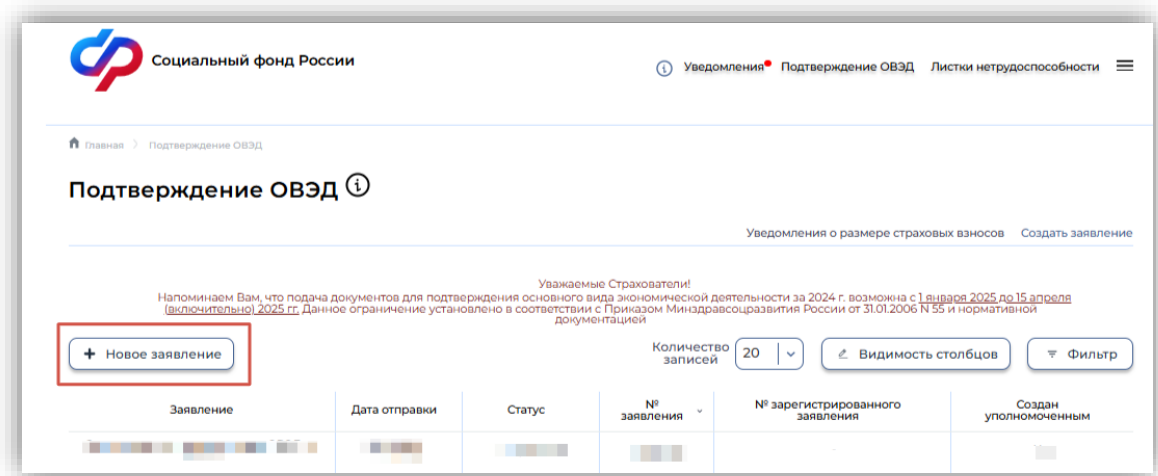 Социальный фонд России
Уведомления Подтверждение ОВЭД Листки нетрудоспособности
Главная > Подтверждение ОВЭД
Подтверждение ОВЭД
Уведомления о размере страховых взносов Создать заявление
Уважаемые Страхователи!
Напоминаем Вам, что подача документов для подтверждения основного вида экономической деятельности за 2024 г. возможна с 1 января 2025 до 15 апреля
(включительно) 2025 гг. Данное ограничение установлено в соответствии с Приказом Минздравсоцразвития России от 31.01.2006 N 55 и нормативной
документацией
+ Новое заявление
Количество
записей
20
Видимость столбцов
Фильтр
Заявление
Дата отправки
Статус
№
заявления
№ зарегистрированного
заявления
Создан
уполномоченным